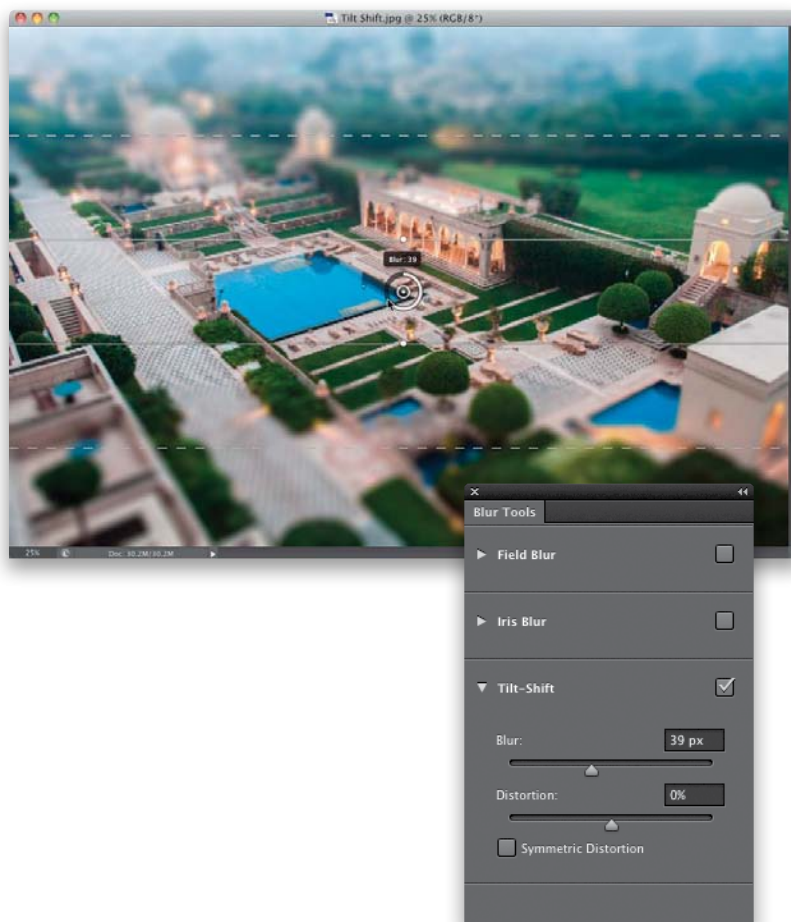 Tilt Shift.jpg @ 25% (RGB/8*)
Blur: 39
25%
Doc: 30.2M/30.2M
Blur Tools
Field Blur
Iris Blur
Tilt-Shift
Blur:
39 px
Distortion:
0%
Symmetric Distortion